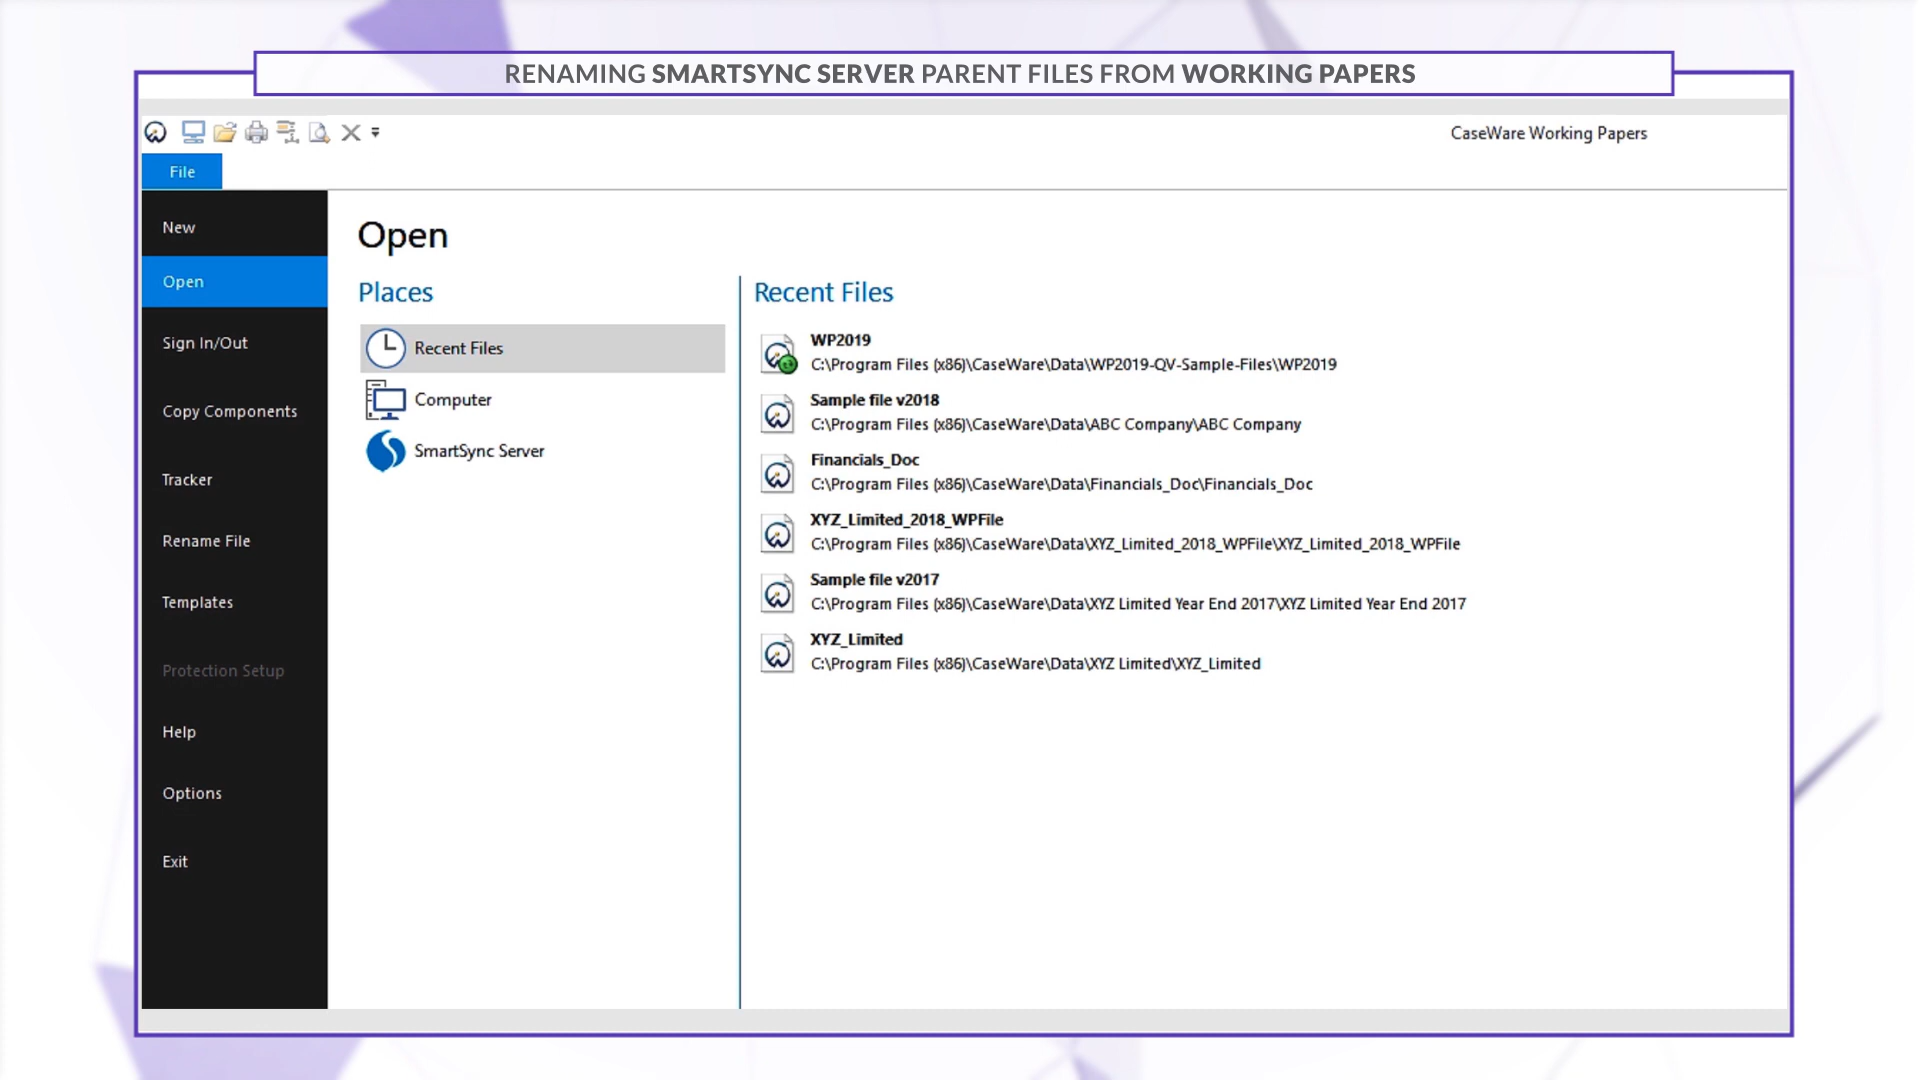 RENAMING SMARTSYNC SERVER PARENT FILES FROM WORKING PAPERS
CaseWare Working Papers
File
New
Open
Sign In/Out
Copy Components
Tracker
Rename File
Templates
Protection Setup
Help
Options
Exit
Open
Places
Recent Files
Computer
SmartSync Server
Recent Files
WP2019
C:\Program Files (x86)\CaseWare\Data\WP2019-QV-Sample-Files\WP2019
Sample file v2018
C:\Program Files (x86)\CaseWare\Data\ABC Company\ABC Company
Financials_Doc
C:\Program Files (x86)\CaseWare\Data\Financials_Doc\Financials_Doc
XYZ_Limited_2018_WPFile
C:\Program Files (x86)\CaseWare\Data\XYZ_Limited_2018_WPFile\XYZ_Limited_2018_WPFile
Sample file v2017
C:\Program Files (x86)\CaseWare\Data\XYZ Limited Year End 2017\XYZ Limited Year End 2017
XYZ_Limited
C:\Program Files (x86)\CaseWare\Data\XYZ Limited\XYZ_Limited